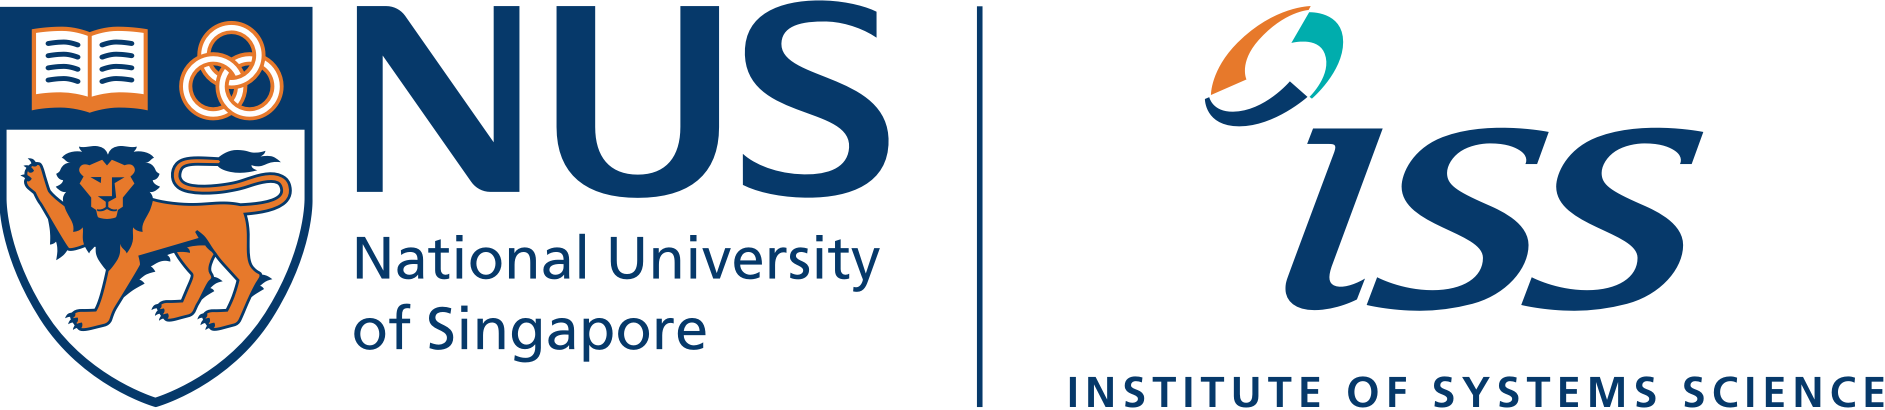 NUS
National University
of Singapore
iss
INSTITUTE OF SYSTEMS SCIENCE